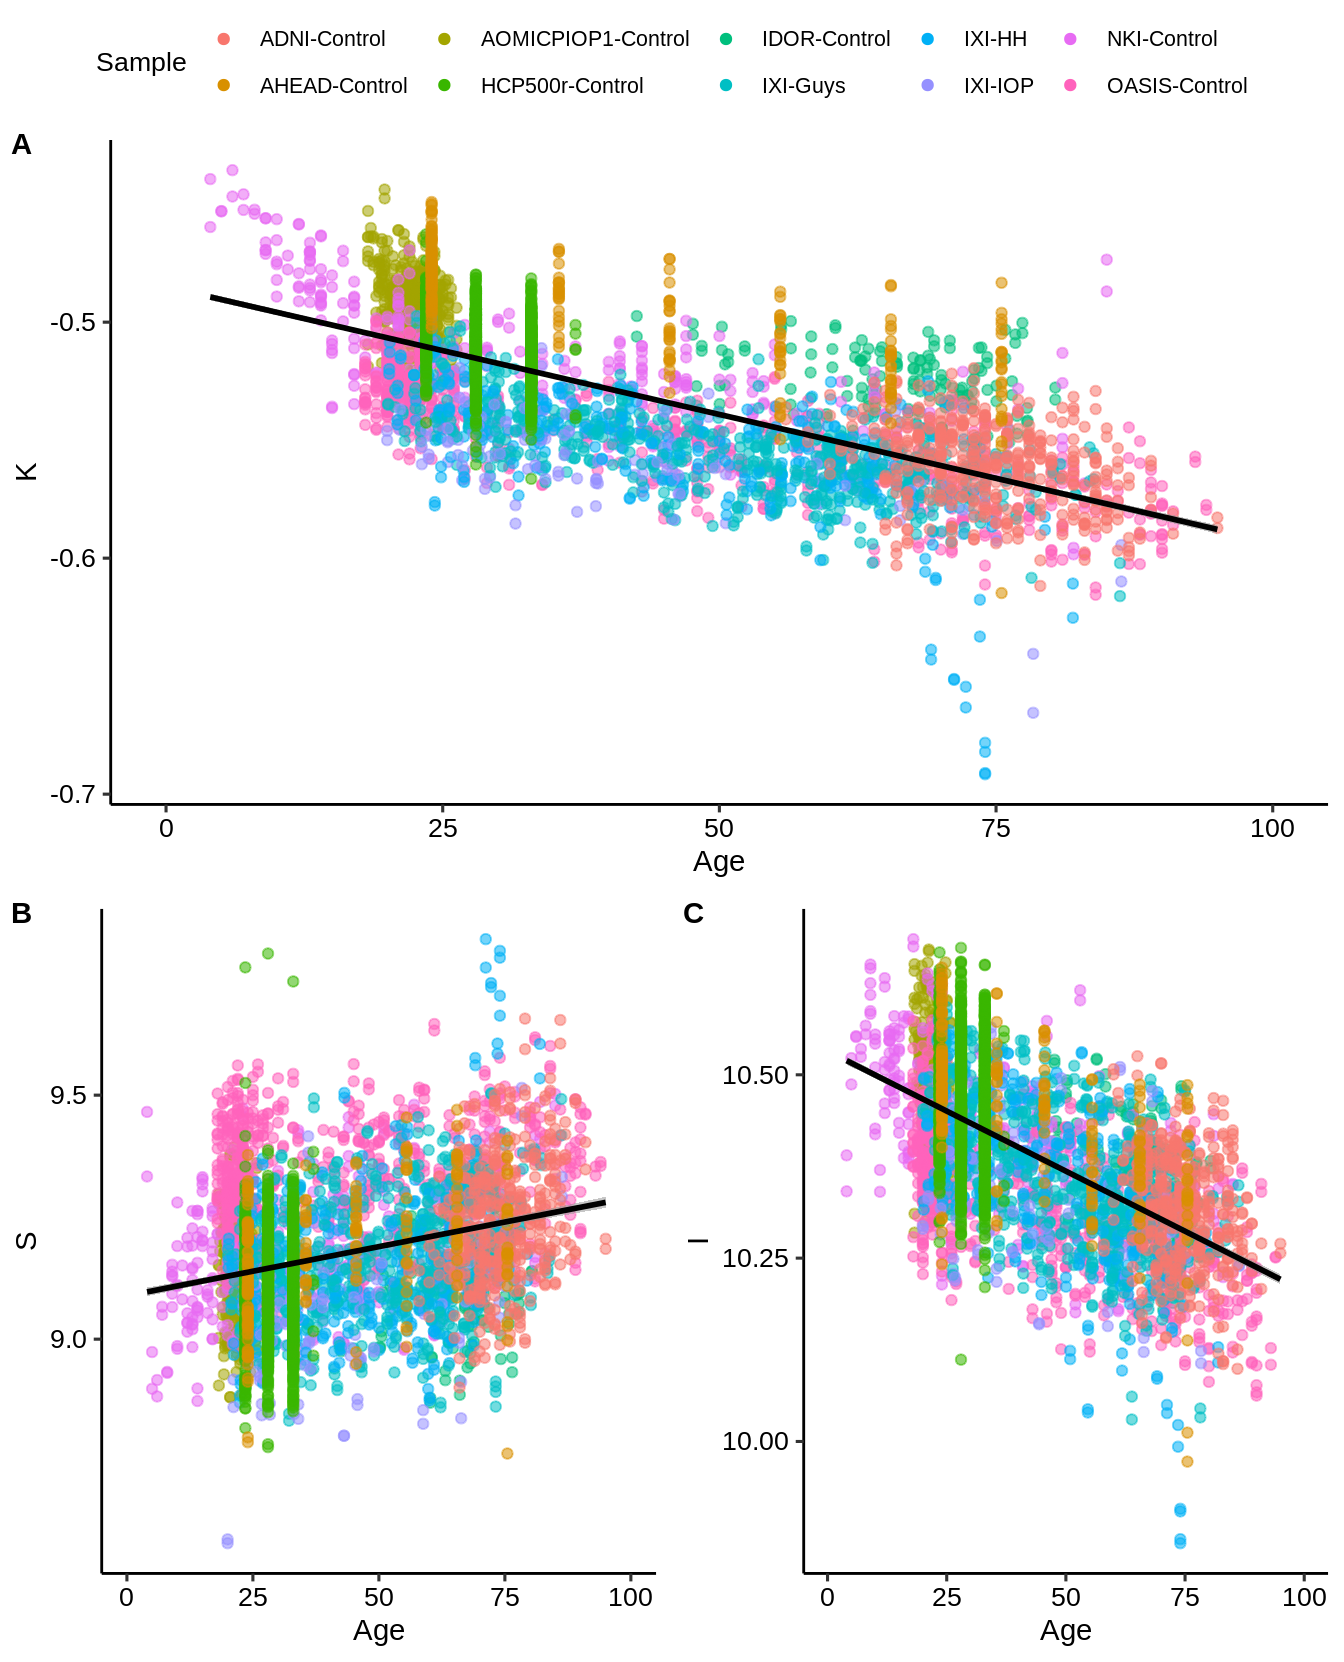 Sample
ADNI-Control
AOMICPIOP1-Control
IDOR-Control
IXI-HH
NKI-Control
AHEAD-Control
HCP500r-Control
IXI-Guys
IXI-IOP
OASIS-Control
A
K
-0.5
-0.6
-0.7
0 25 50 75 100
Age
B
S
9.5
9.0
0 25 50 75 100
Age
C
I
10.50
10.25
10.00
0 25 50 75 100
Age